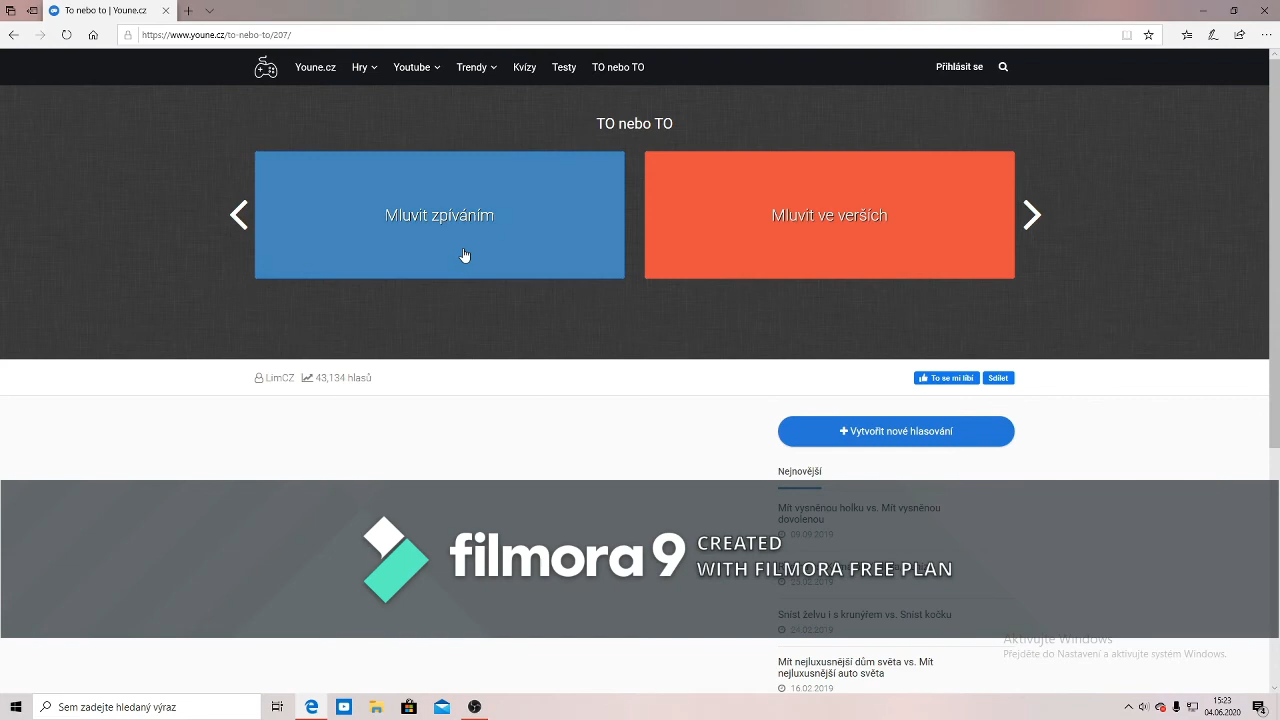 To nebo to | Youne.cz
https://www.youne.cz/to-nebo-to/207/
Youne.cz
Hry
Youtube
Trendy
Kvízy
Testy
TO nebo TO
Přihlásit se
TO nebo TO
Mluvit zpíváním
Mluvit ve verších
LimCZ
43,134 hlasů
To se mi líbí
Sdílet
Vytvořit nové hlasování
Nejnovější
Mít vysněnou holku vs. Mít vysněnou
dovolenou
09.09.2019
filmora9
CREATED
WITH FILMORA FREE PLAN
Sníst želvu i s krunýřem vs. Sníst kočku
24.02.2019
Mít nejluxusnější dům světa vs. Mít
nejluxusnější auto světa
16.02.2019
Aktivujte Windows
Přejděte do Nastavení a aktivujte systém Windows.
Sem zadejte hledaný výraz
15:23
04.06.2020
4